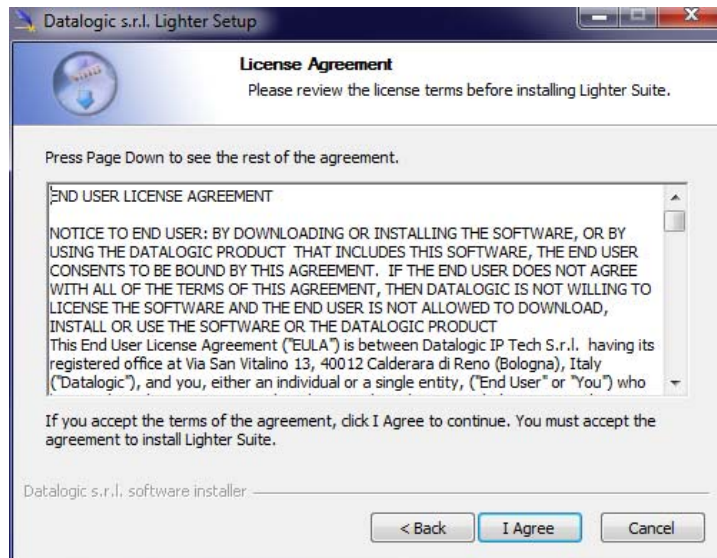 Datalogic s.r.l. Lighter Setup
License Agreement
Please review the license terms before installing Lighter Suite.
Press Page Down to see the rest of the agreement.
END USER LICENSE AGREEMENT
NOTICE TO END USER: BY DOWNLOADING OR INSTALLING THE SOFTWARE, OR BY
USING THE DATALOGIC PRODUCT THAT INCLUDES THIS SOFTWARE, THE END USER
CONSENTS TO BE BOUND BY THIS AGREEMENT. IF THE END USER DOES NOT AGREE
WITH ALL OF THE TERMS OF THIS AGREEMENT, THEN DATALOGIC IS NOT WILLING TO
LICENSE THE SOFTWARE AND THE END USER IS NOT ALLOWED TO DOWNLOAD,
INSTALL OR USE THE SOFTWARE OR THE DATALOGIC PRODUCT
This End User License Agreement ("EULA") is between Datalogic IP Tech S.r.l. having its
registered office at Via San Vitalino 13, 40012 Calderara di Reno (Bologna), Italy
("Datalogic"), and you, either an individual or a single entity, ("End User" or "You") who
If you accept the terms of the agreement, click I Agree to continue. You must accept the
agreement to install Lighter Suite.
Datalogic s.r.l. software installer
< Back
I Agree
Cancel